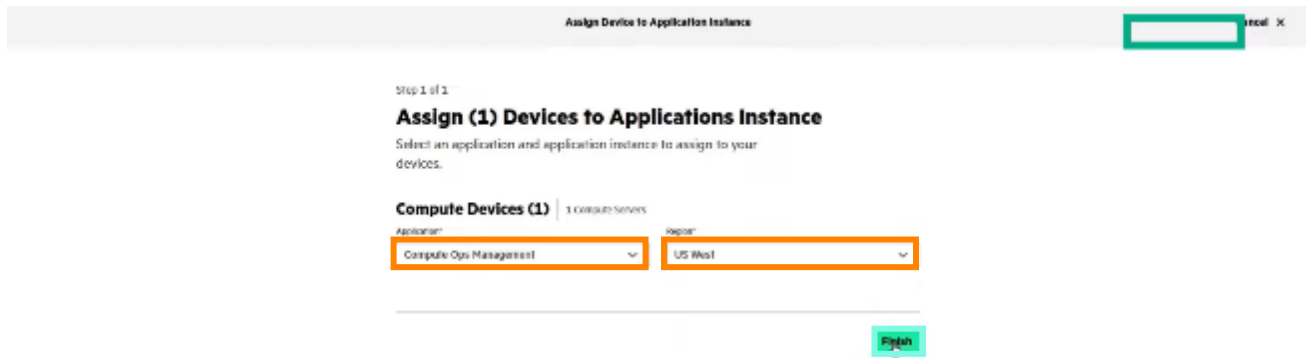 Assign Device to Application Instance
ncel ×
Step 1 of 1
Assign (1) Devices to Applications Instance
Select an application and application instance to assign to your
devices.
Compute Devices (1) 1 Compute Servers
Application* Region*
Compute Ops Management US West
Finish